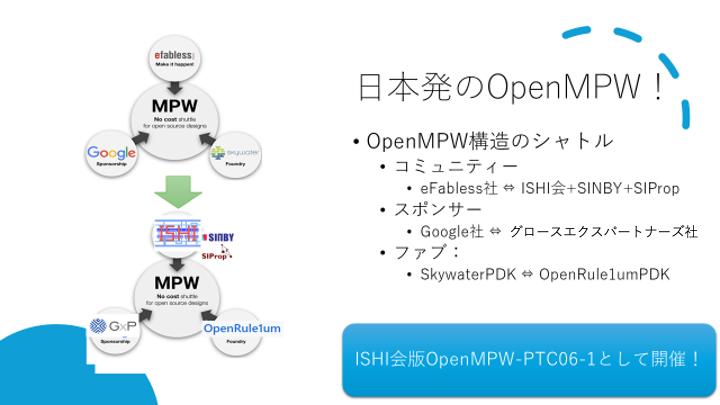 efabless
Make it happen!
MPW
No cost shuttle
for open source designs
Google
Sponsorship
skywater
Foundry
ISHI
SINBY
SIProp
MPW
No cost shuttle
for open source designs
GxP
Sponsorship
OpenRule1um
Foundry
日本発のOpenMPW！
• OpenMPW構造のシャトル
• コミュニティー
• eFabless社 ⇔ ISHI会+SINBY+SIProp
• スポンサー
• Google社 ⇔ グロースエクスパートナーズ社
• ファブ：
• SkywaterPDK ⇔ OpenRule1umPDK
ISHI会版OpenMPW-PTC06-1として開催！